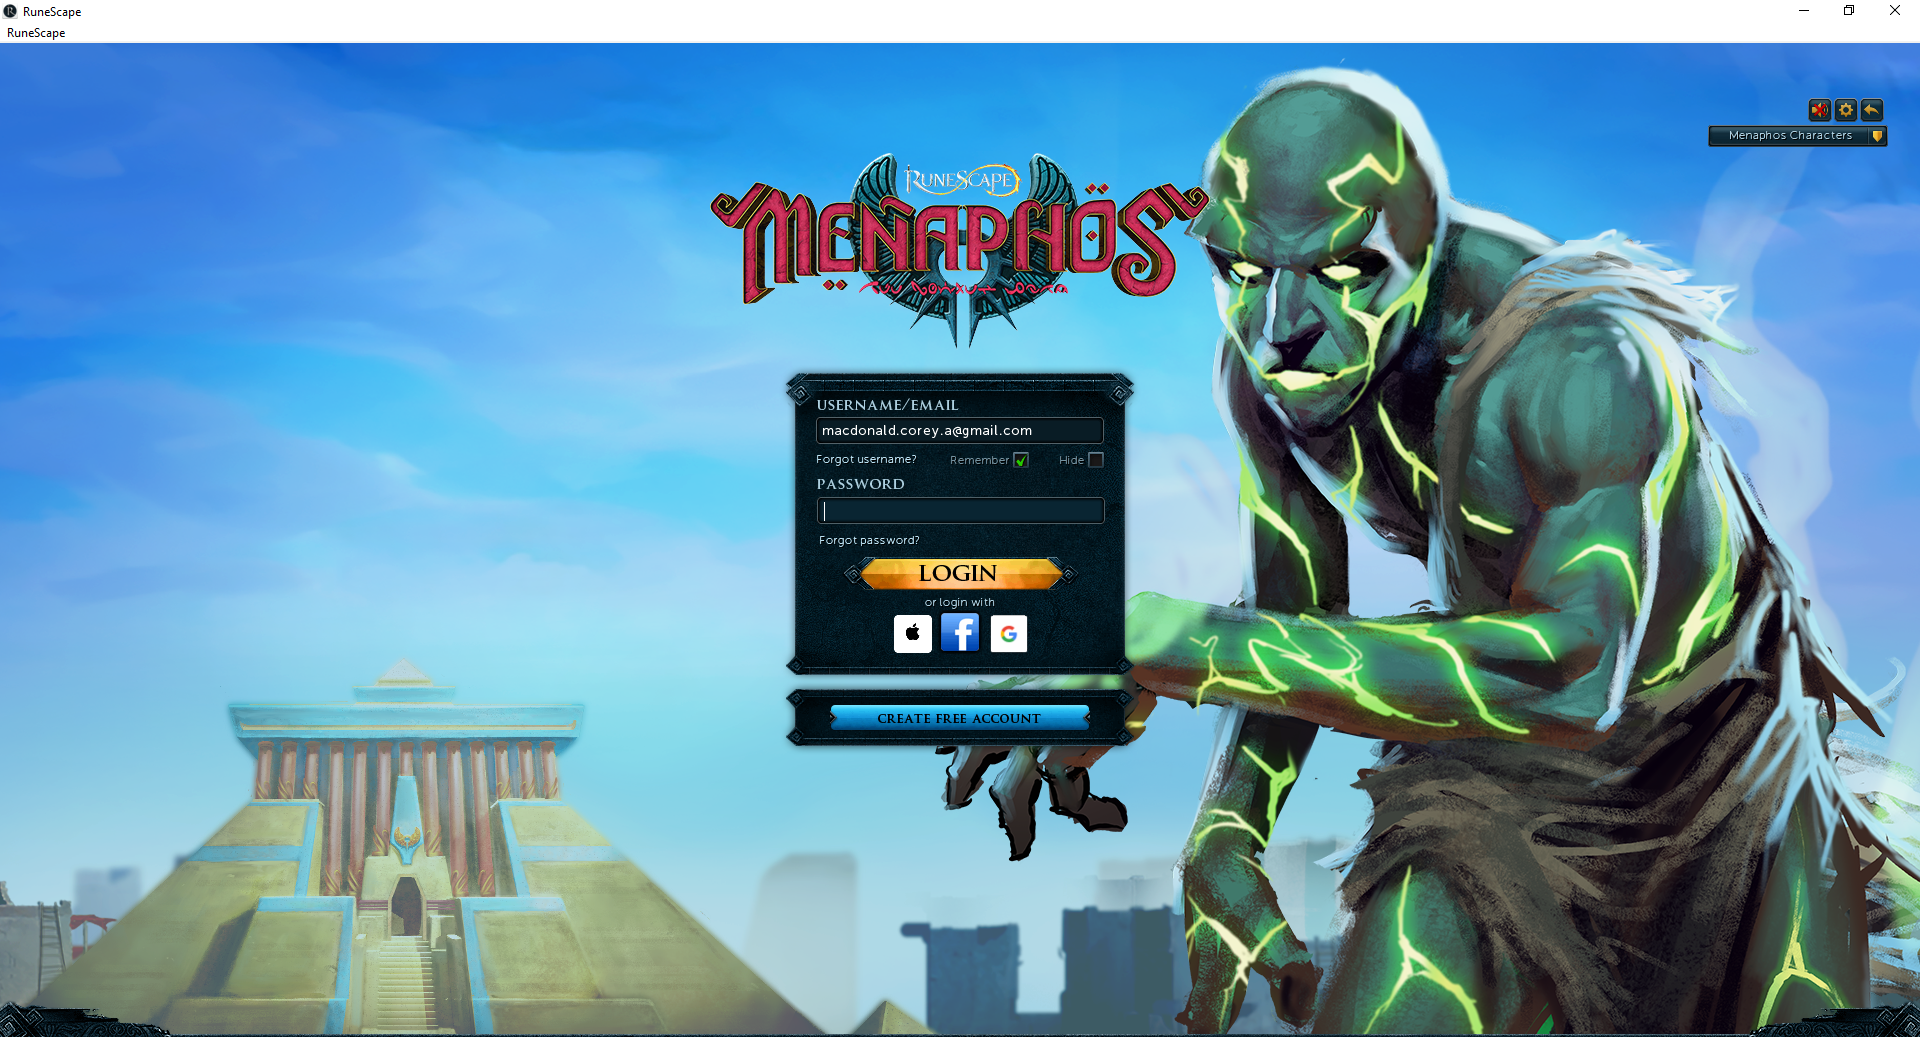 RuneScape
RuneScape
Menaphos Characters
RUNESCAPE
MENAPHOS
USERNAME/EMAIL
macdonald.corey.a@gmail.com
Forgot username? Remember Hide
PASSWORD
Forgot password?
LOGIN
or login with
CREATE FREE ACCOUNT